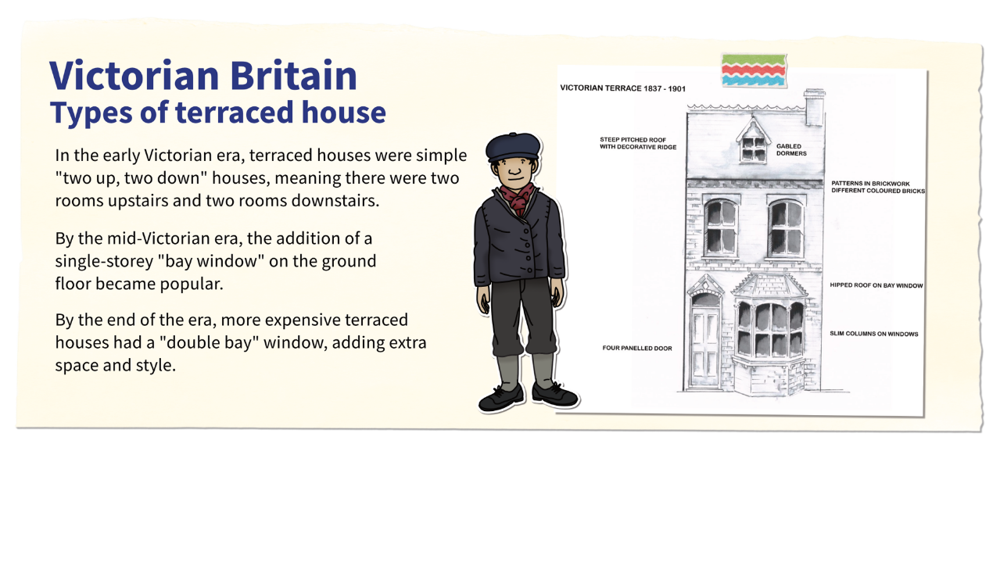 Victorian Britain
Types of terraced house
In the early Victorian era, terraced houses were simple
"two up, two down" houses, meaning there were two
rooms upstairs and two rooms downstairs.
By the mid-Victorian era, the addition of a
single-storey "bay window" on the ground
floor became popular.
By the end of the era, more expensive terraced
houses had a "double bay" window, adding extra
space and style.
VICTORIAN TERRACE 1837 - 1901
STEEP PITCHED ROOF
WITH DECORATIVE RIDGE
GABLED
DORMERS
PATTERNS IN BRICKWORK
DIFFERENT COLOURED BRICKS
HIPPED ROOF ON BAY WINDOW
SLIM COLUMNS ON WINDOWS
FOUR PANELLED DOOR